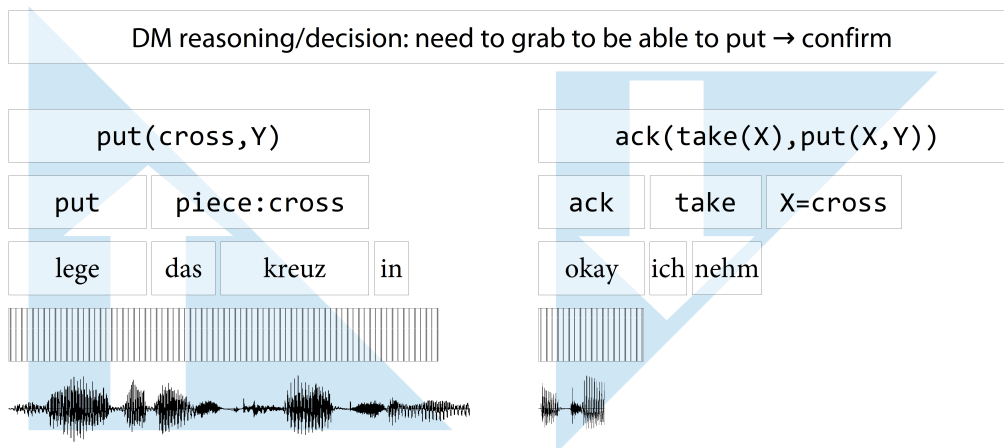 DM reasoning/decision: need to grab to be able to put → confirm
put(cross,Y) ack(take(X),put(X,Y))
put piece:cross ack take X=cross
lege das kreuz in okay ich nehm